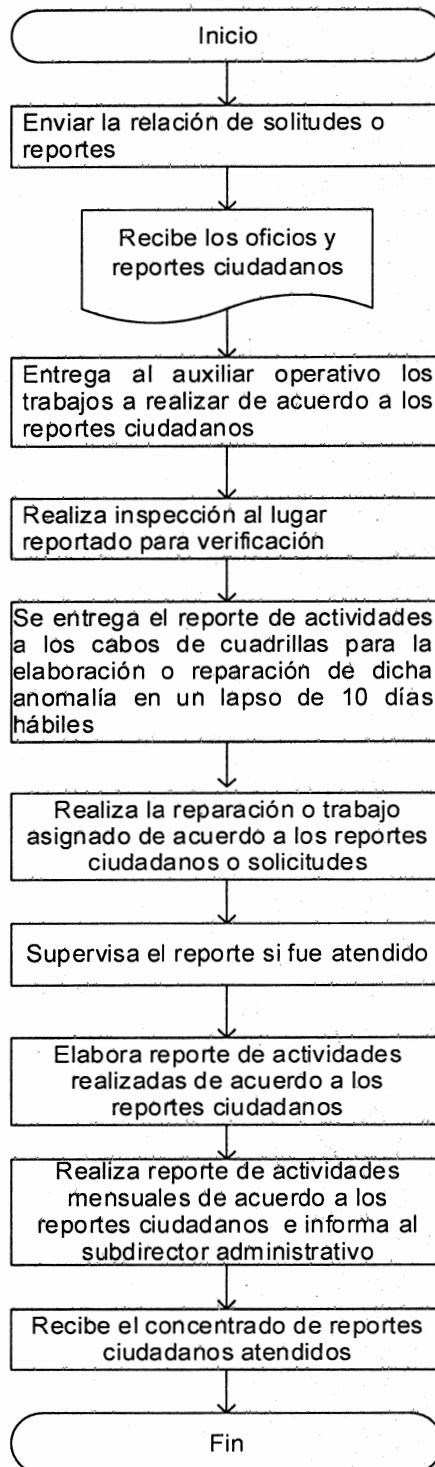 Inicio
Enviar la relación de solitudes o
reportes
Recibe los oficios y
reportes ciudadanos
Entrega al auxiliar operativo los
trabajos a realizar de acuerdo a los
reportes ciudadanos
Realiza inspección al lugar
reportado para verificación
Se entrega el reporte de actividades
a los cabos de cuadrillas para la
elaboración o reparación de dicha
anomalía en un lapso de 10 días
hábiles
Realiza la reparación o trabajo
asignado de acuerdo a los reportes
ciudadanos o solicitudes
Supervisa el reporte si fue atendido
Elabora reporte de actividades
realizadas de acuerdo a los
reportes ciudadanos
Realiza reporte de actividades
mensuales de acuerdo a los
reportes ciudadanos e informa al
subdirector administrativo
Recibe el concentrado de reportes
ciudadanos atendidos
Fin